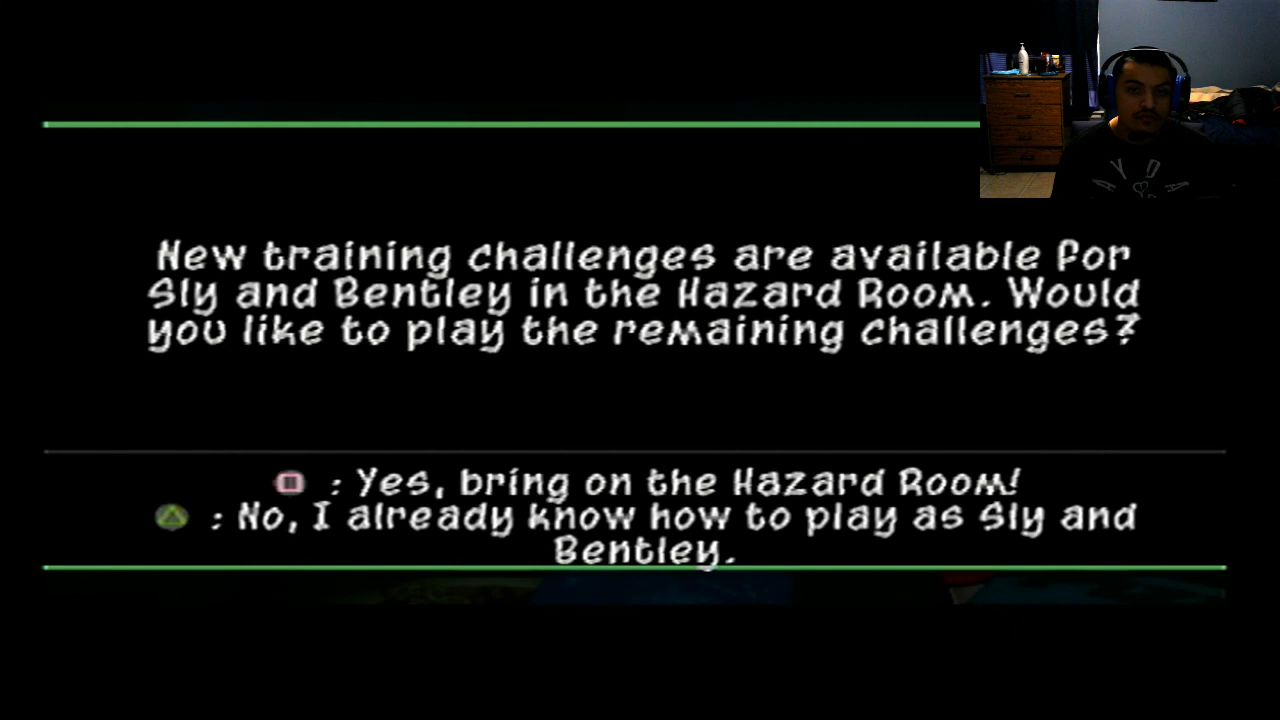 New training challenges are available for
Sly and Bentley in the Hazard Room. Would
you like to play the remaining challenges?
: Yes, bring on the Hazard Room!
: No, I already know how to play as Sly and
Bentley.